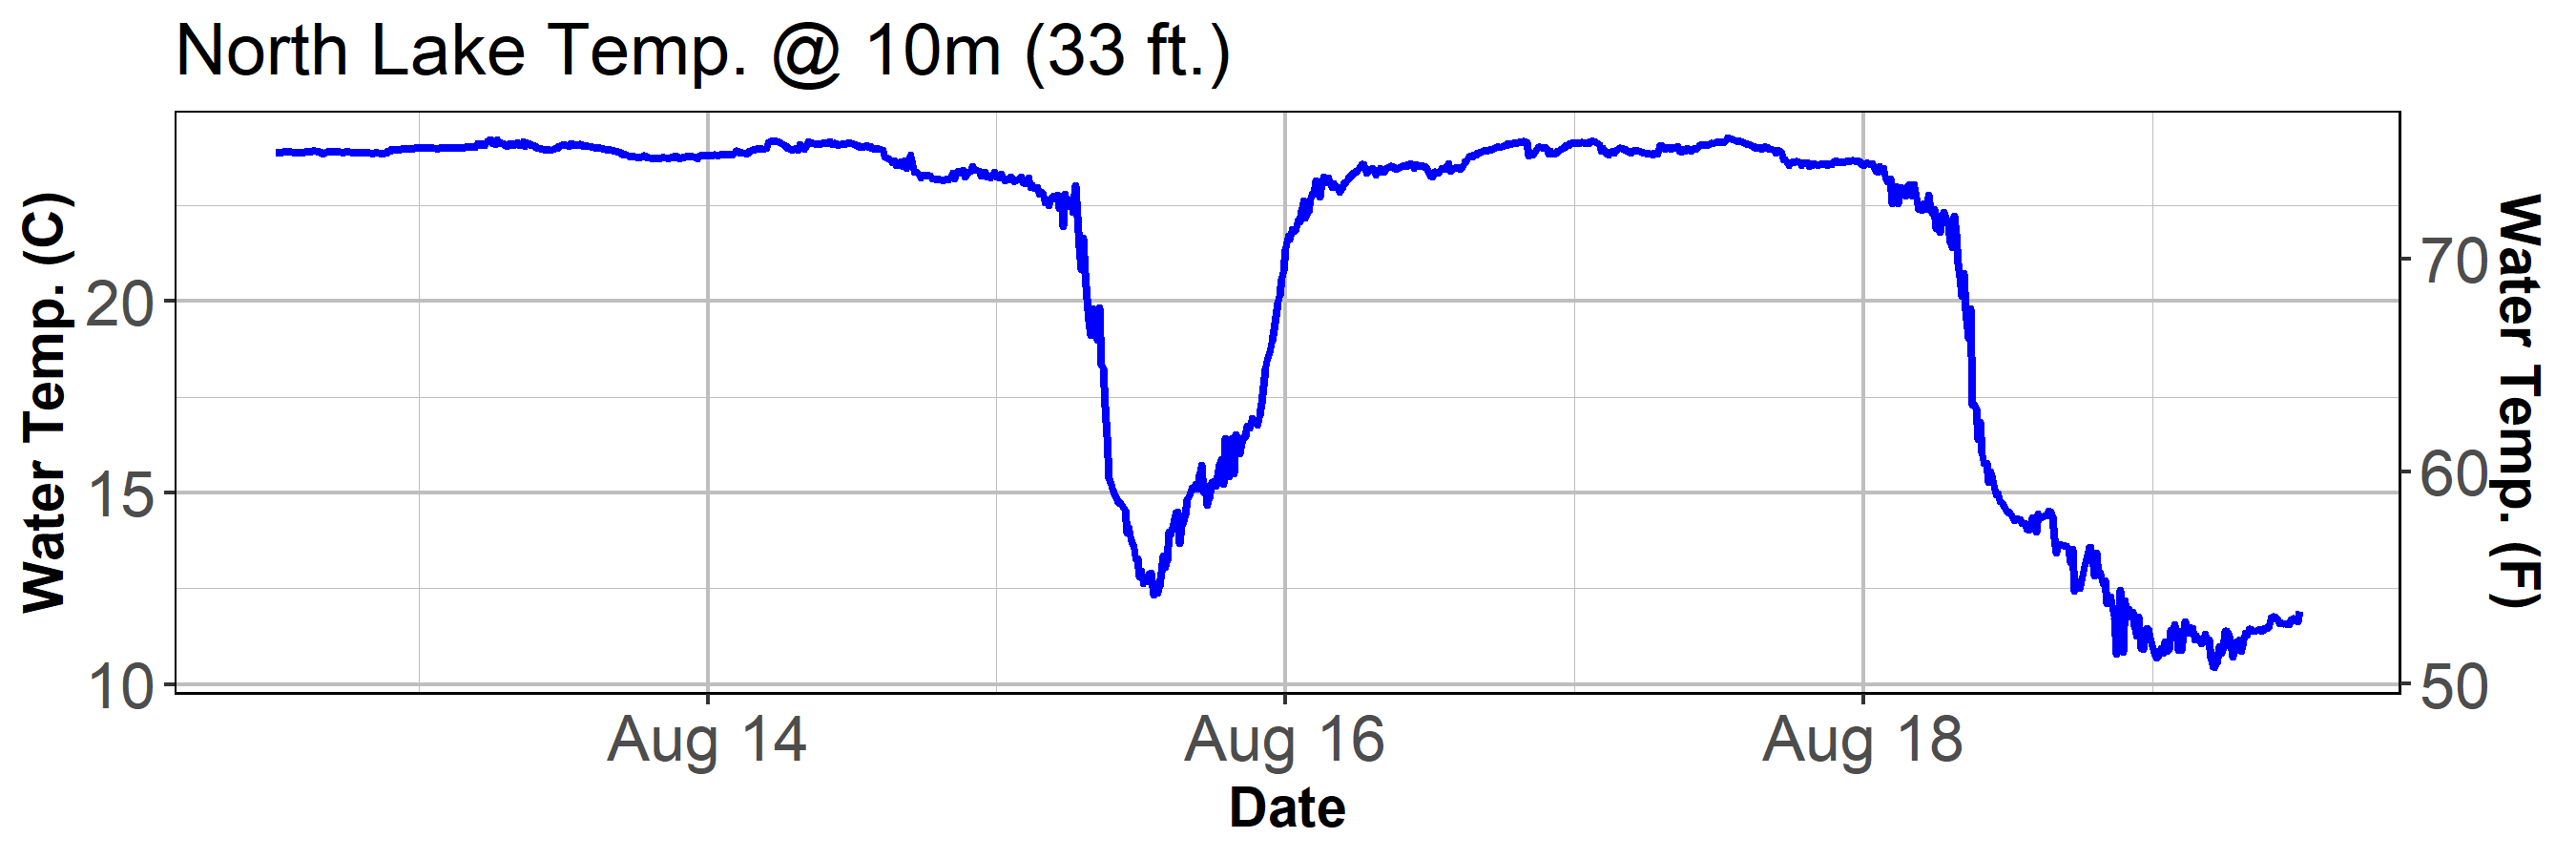 North Lake Temp. @ 10m (33 ft.)
Water Temp. (C)
20
15
10
70
60
50
Water Temp. (F)
Aug 14
Aug 16
Aug 18
Date